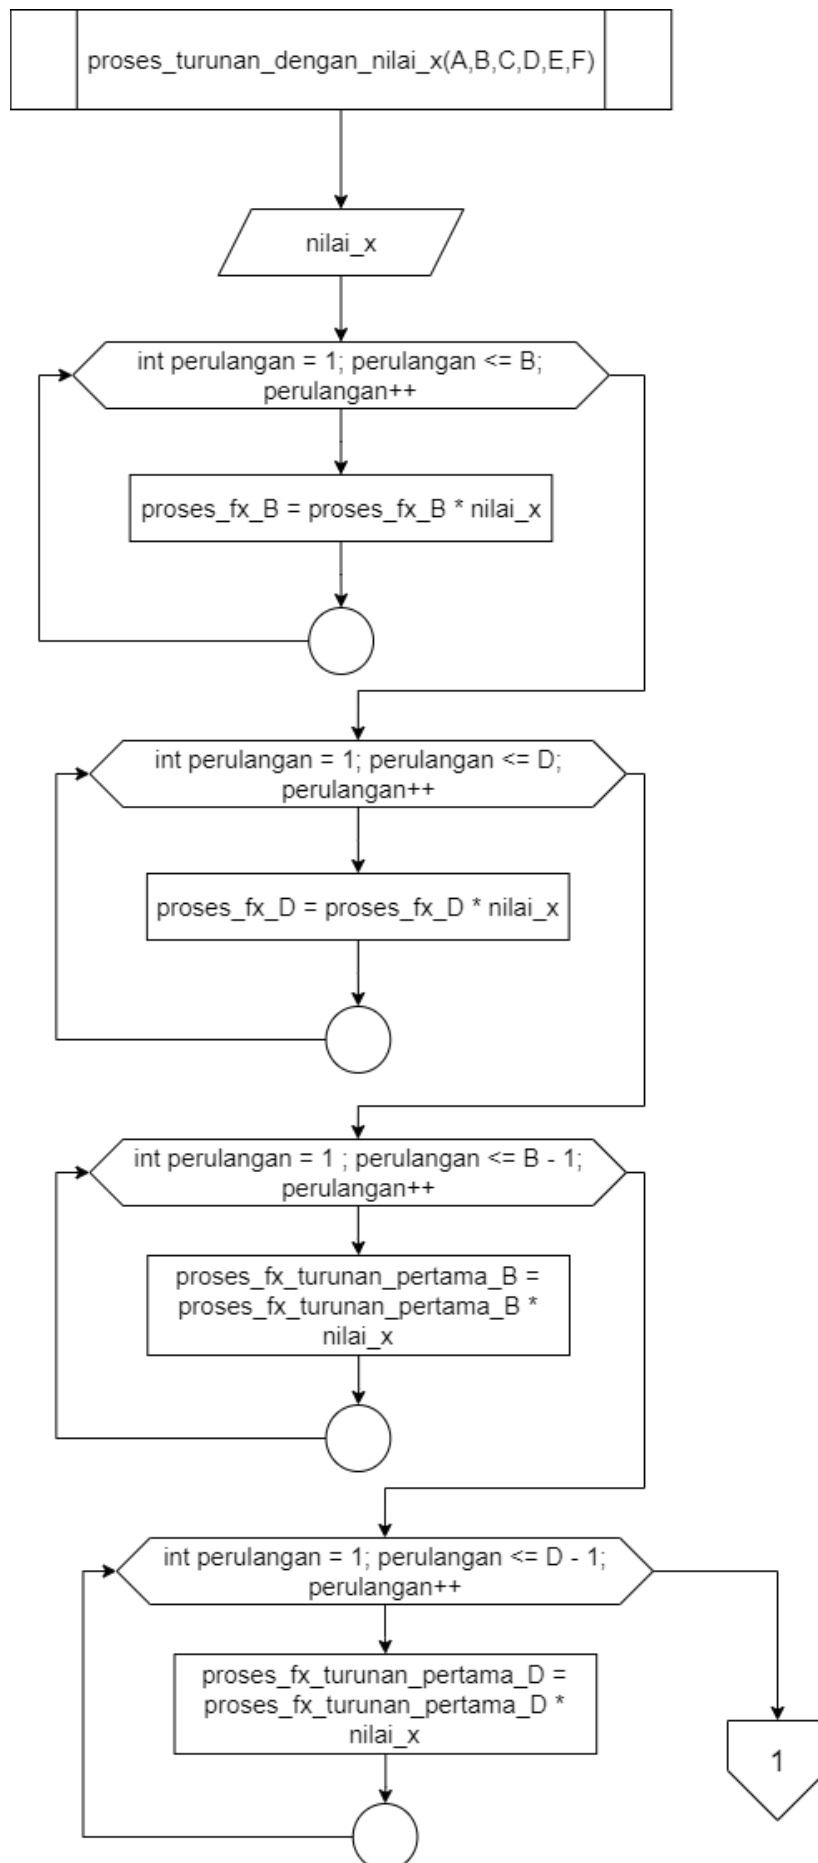 proses_turunan_dengan_nilai_x(A,B,C,D,E,F)
nilai_x
int perulangan = 1; perulangan <= B;
perulangan++
proses_fx_B = proses_fx_B * nilai_x
int perulangan = 1; perulangan <= D;
perulangan++
proses_fx_D = proses_fx_D * nilai_x
int perulangan = 1 ; perulangan <= B - 1;
perulangan++
proses_fx_turunan_pertama_B =
proses_fx_turunan_pertama_B *
nilai_x
int perulangan = 1; perulangan <= D - 1;
perulangan++
proses_fx_turunan_pertama_D =
proses_fx_turunan_pertama_D *
nilai_x
1